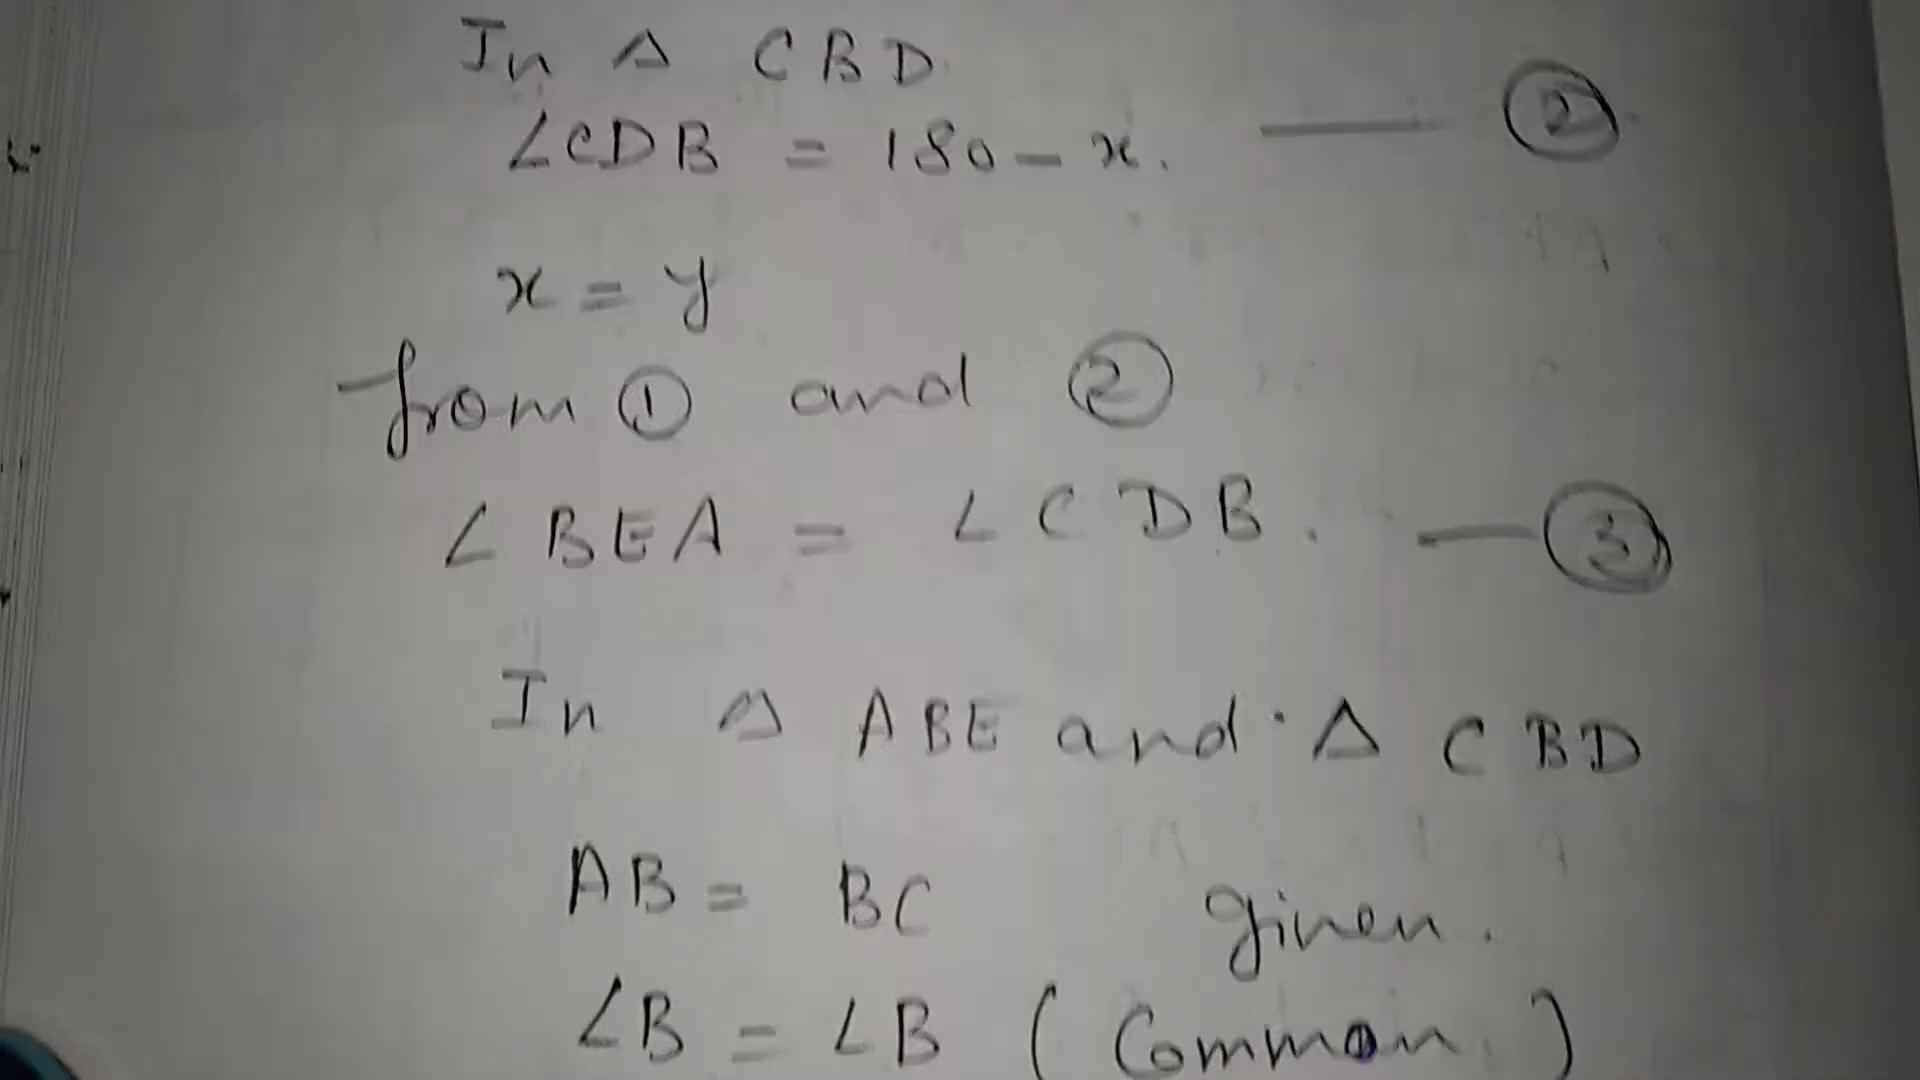 In Δ CBD
∠CDB = 180 - x. — ②
x = y
from ① and ②
∠BEA = ∠CDB. — ③
In Δ ABE and Δ CBD
AB = BC given.
∠B = ∠B (Common)